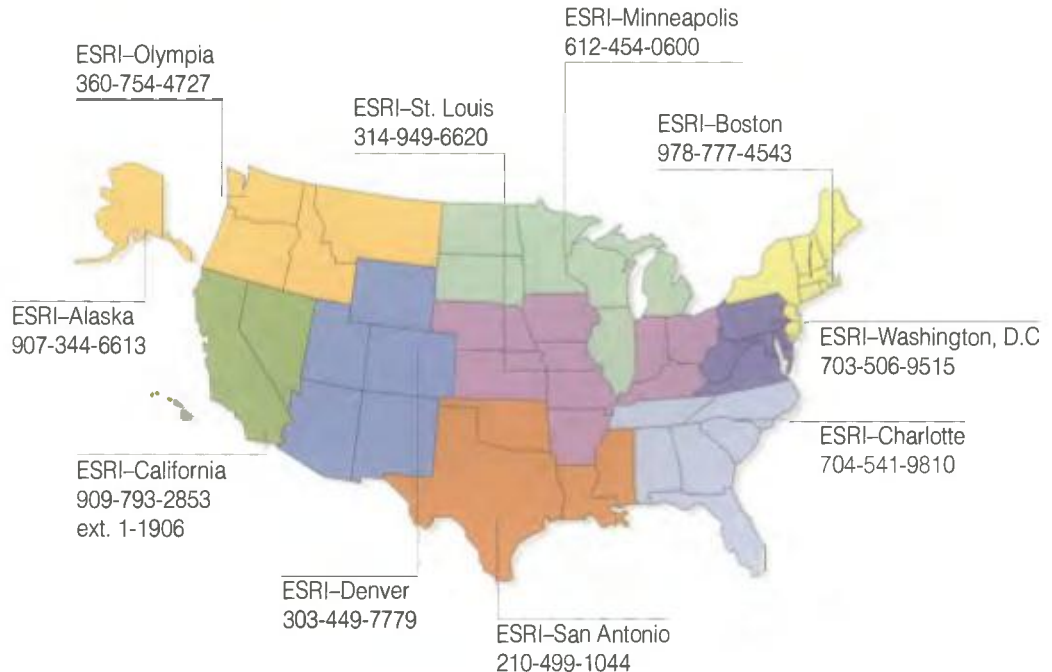 ESRI–Minneapolis
612-454-0600
ESRI–Olympia
360-754-4727
ESRI–St. Louis
314-949-6620
ESRI–Boston
978-777-4543
ESRI–Alaska
907-344-6613
ESRI–Washington, D.C
703-506-9515
ESRI–Charlotte
704-541-9810
ESRI–California
909-793-2853
ext. 1-1906
ESRI–Denver
303-449-7779
ESRI–San Antonio
210-499-1044